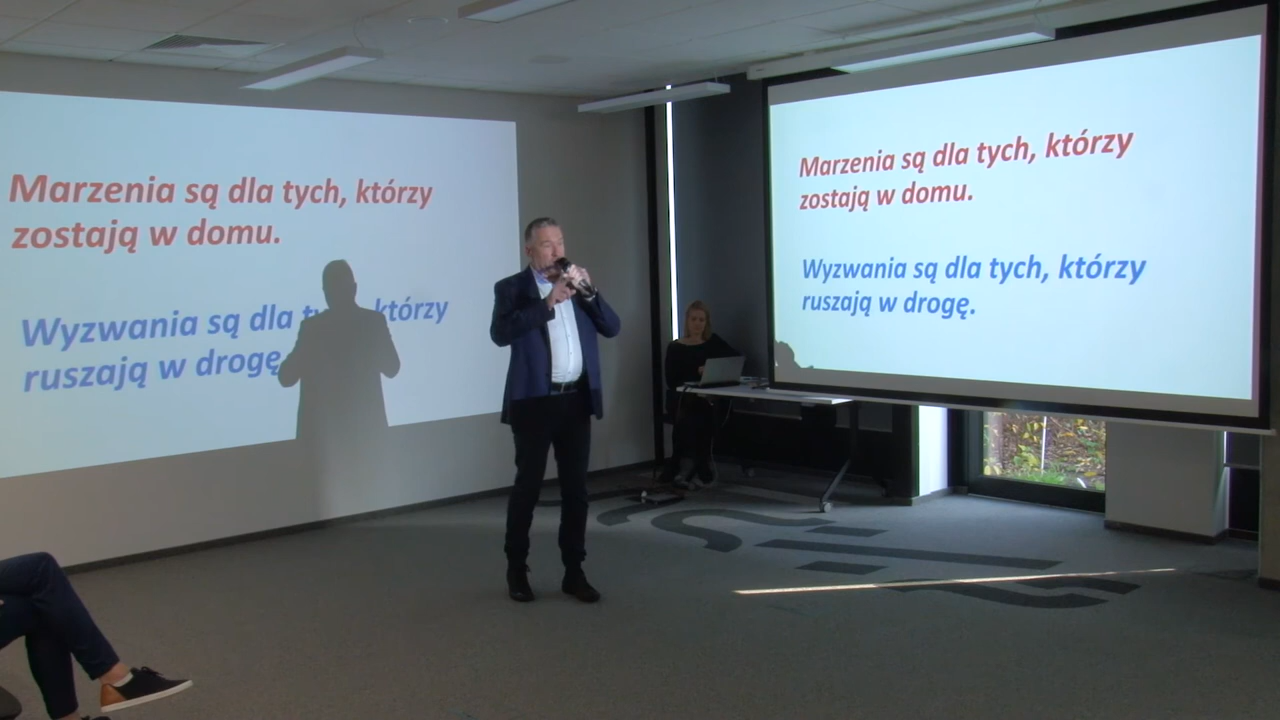 Marzenia są dla tych, którzy
zostają w domu.
Wyzwania są dla tych, którzy
ruszają w drogę
Marzenia są dla tych, którzy
zostają w domu.
Wyzwania są dla tych, którzy
ruszają w drogę.